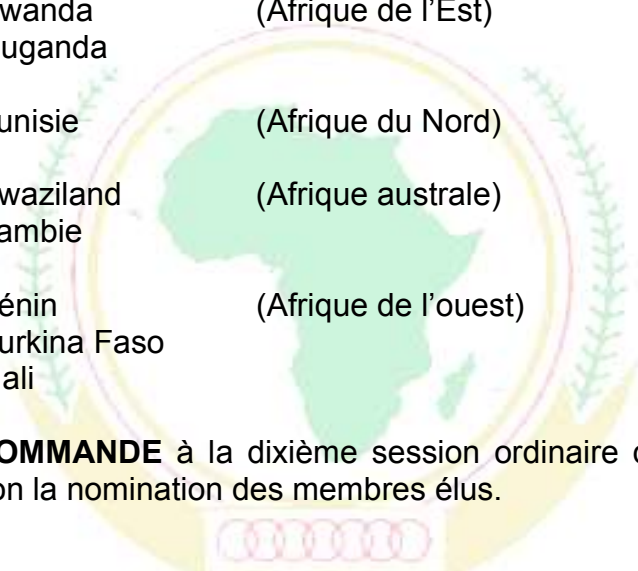 wanda (Afrique de l’Est)
uganda
unisie (Afrique du Nord)
waziland (Afrique australe)
ambie
énin (Afrique de l’ouest)
urkina Faso
ali
OMMANDE à la dixième session ordinaire
on la nomination des membres élus.